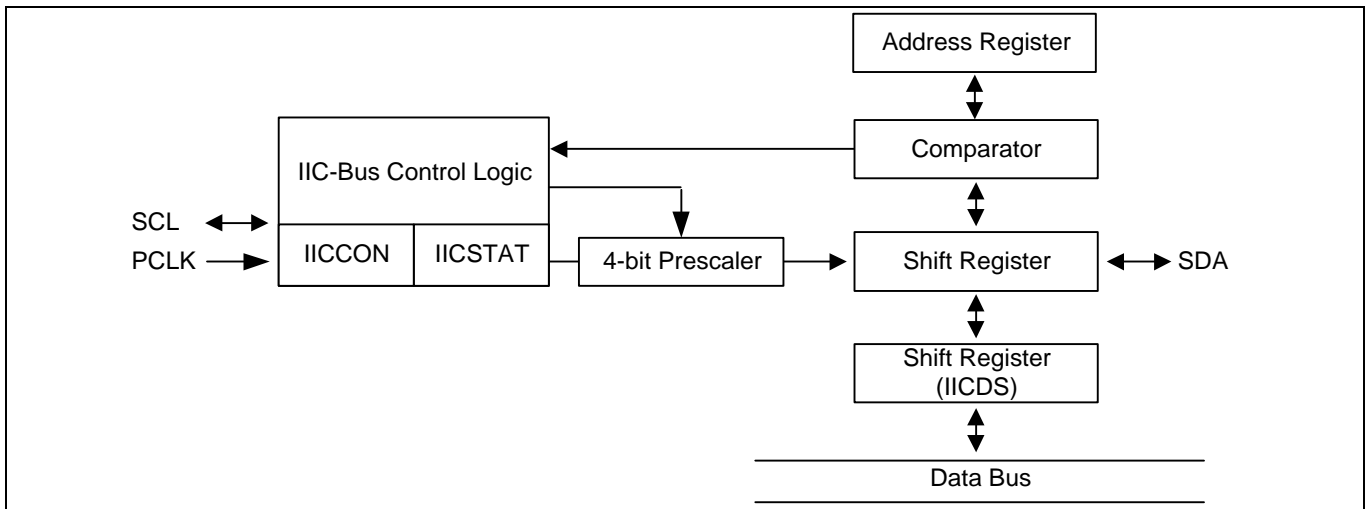 Address Register
Comparator
IIC-Bus Control Logic
SCL
PCLK
IICCON
IICSTAT
4-bit Prescaler
Shift Register
SDA
Shift Register
(IICDS)
Data Bus